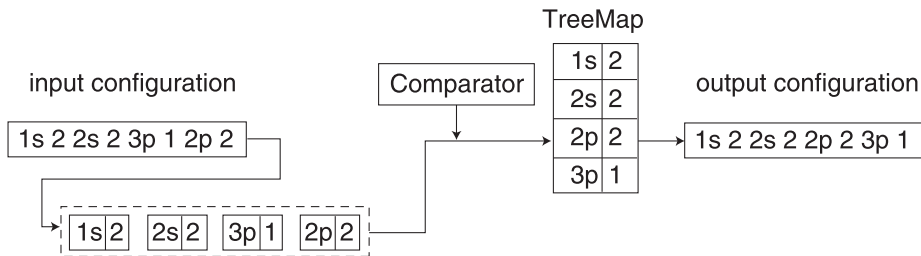 TreeMap
input configuration
Comparator
output configuration
1s 2 2s 2 3p 1 2p 2
1s 2
2s 2
2p 2
3p 1
1s 2 2s 2 2p 2 3p 1
1s 2 2s 2 3p 1 2p 2